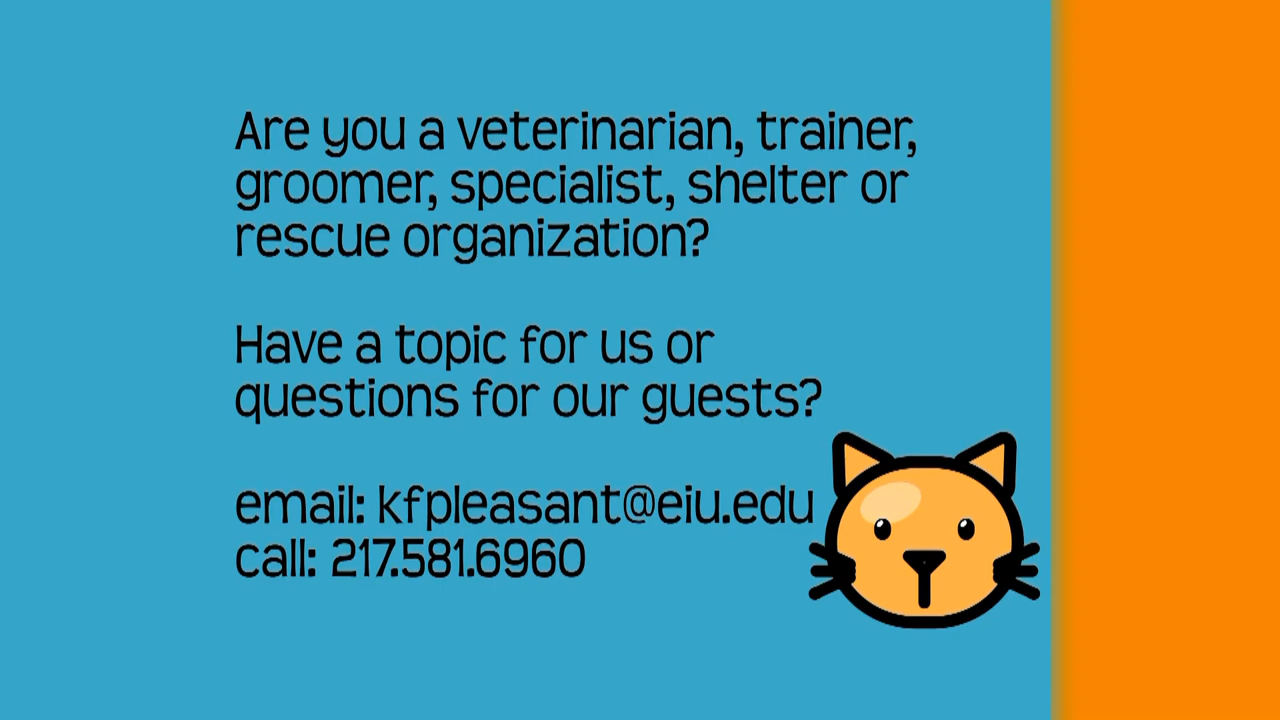 Are you a veterinarian, trainer,
groomer, specialist, shelter or
rescue organization?
Have a topic for us or
questions for our guests?
email: kfpleasant@eiu.edu
call: 217.581.6960